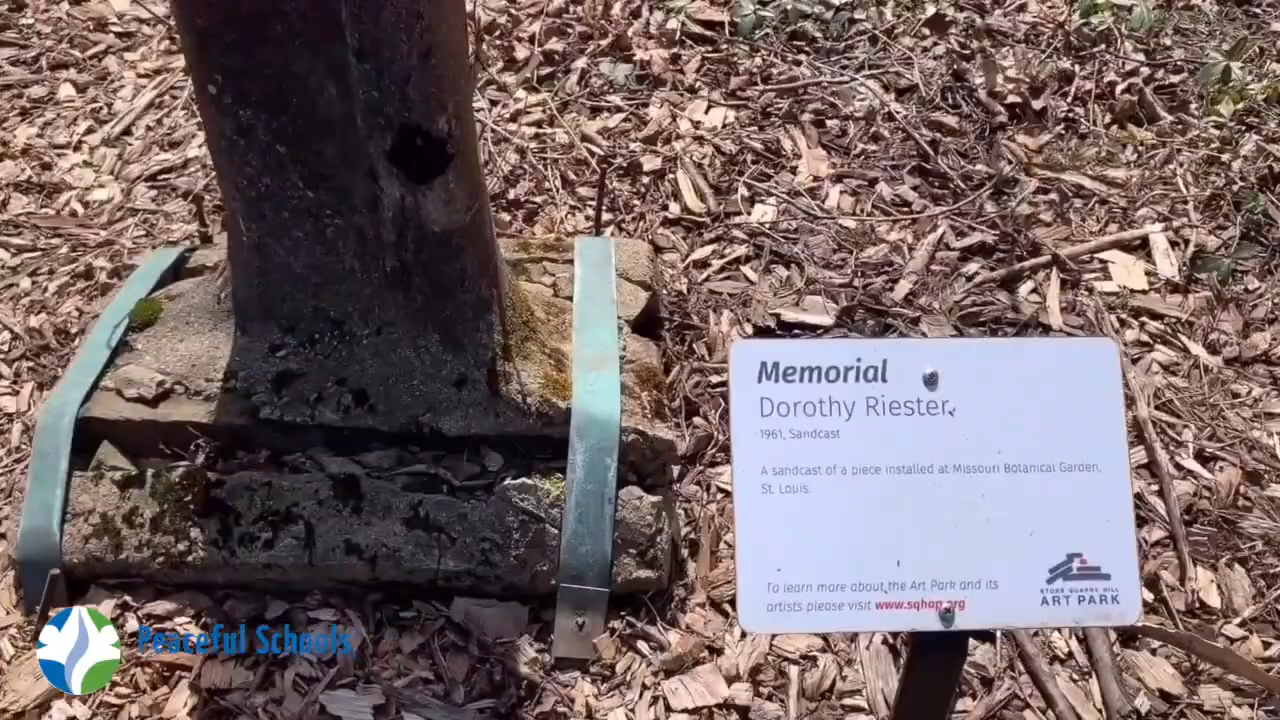 Memorial
Dorothy Riester
1961, Sandcast
A sandcast of a piece installed at Missouri Botanical Garden,
St. Louis.
To learn more about the Art Park and its
artists please visit www.sqhap.org
STONE QUARRY HILL
ART PARK
Peaceful Schools